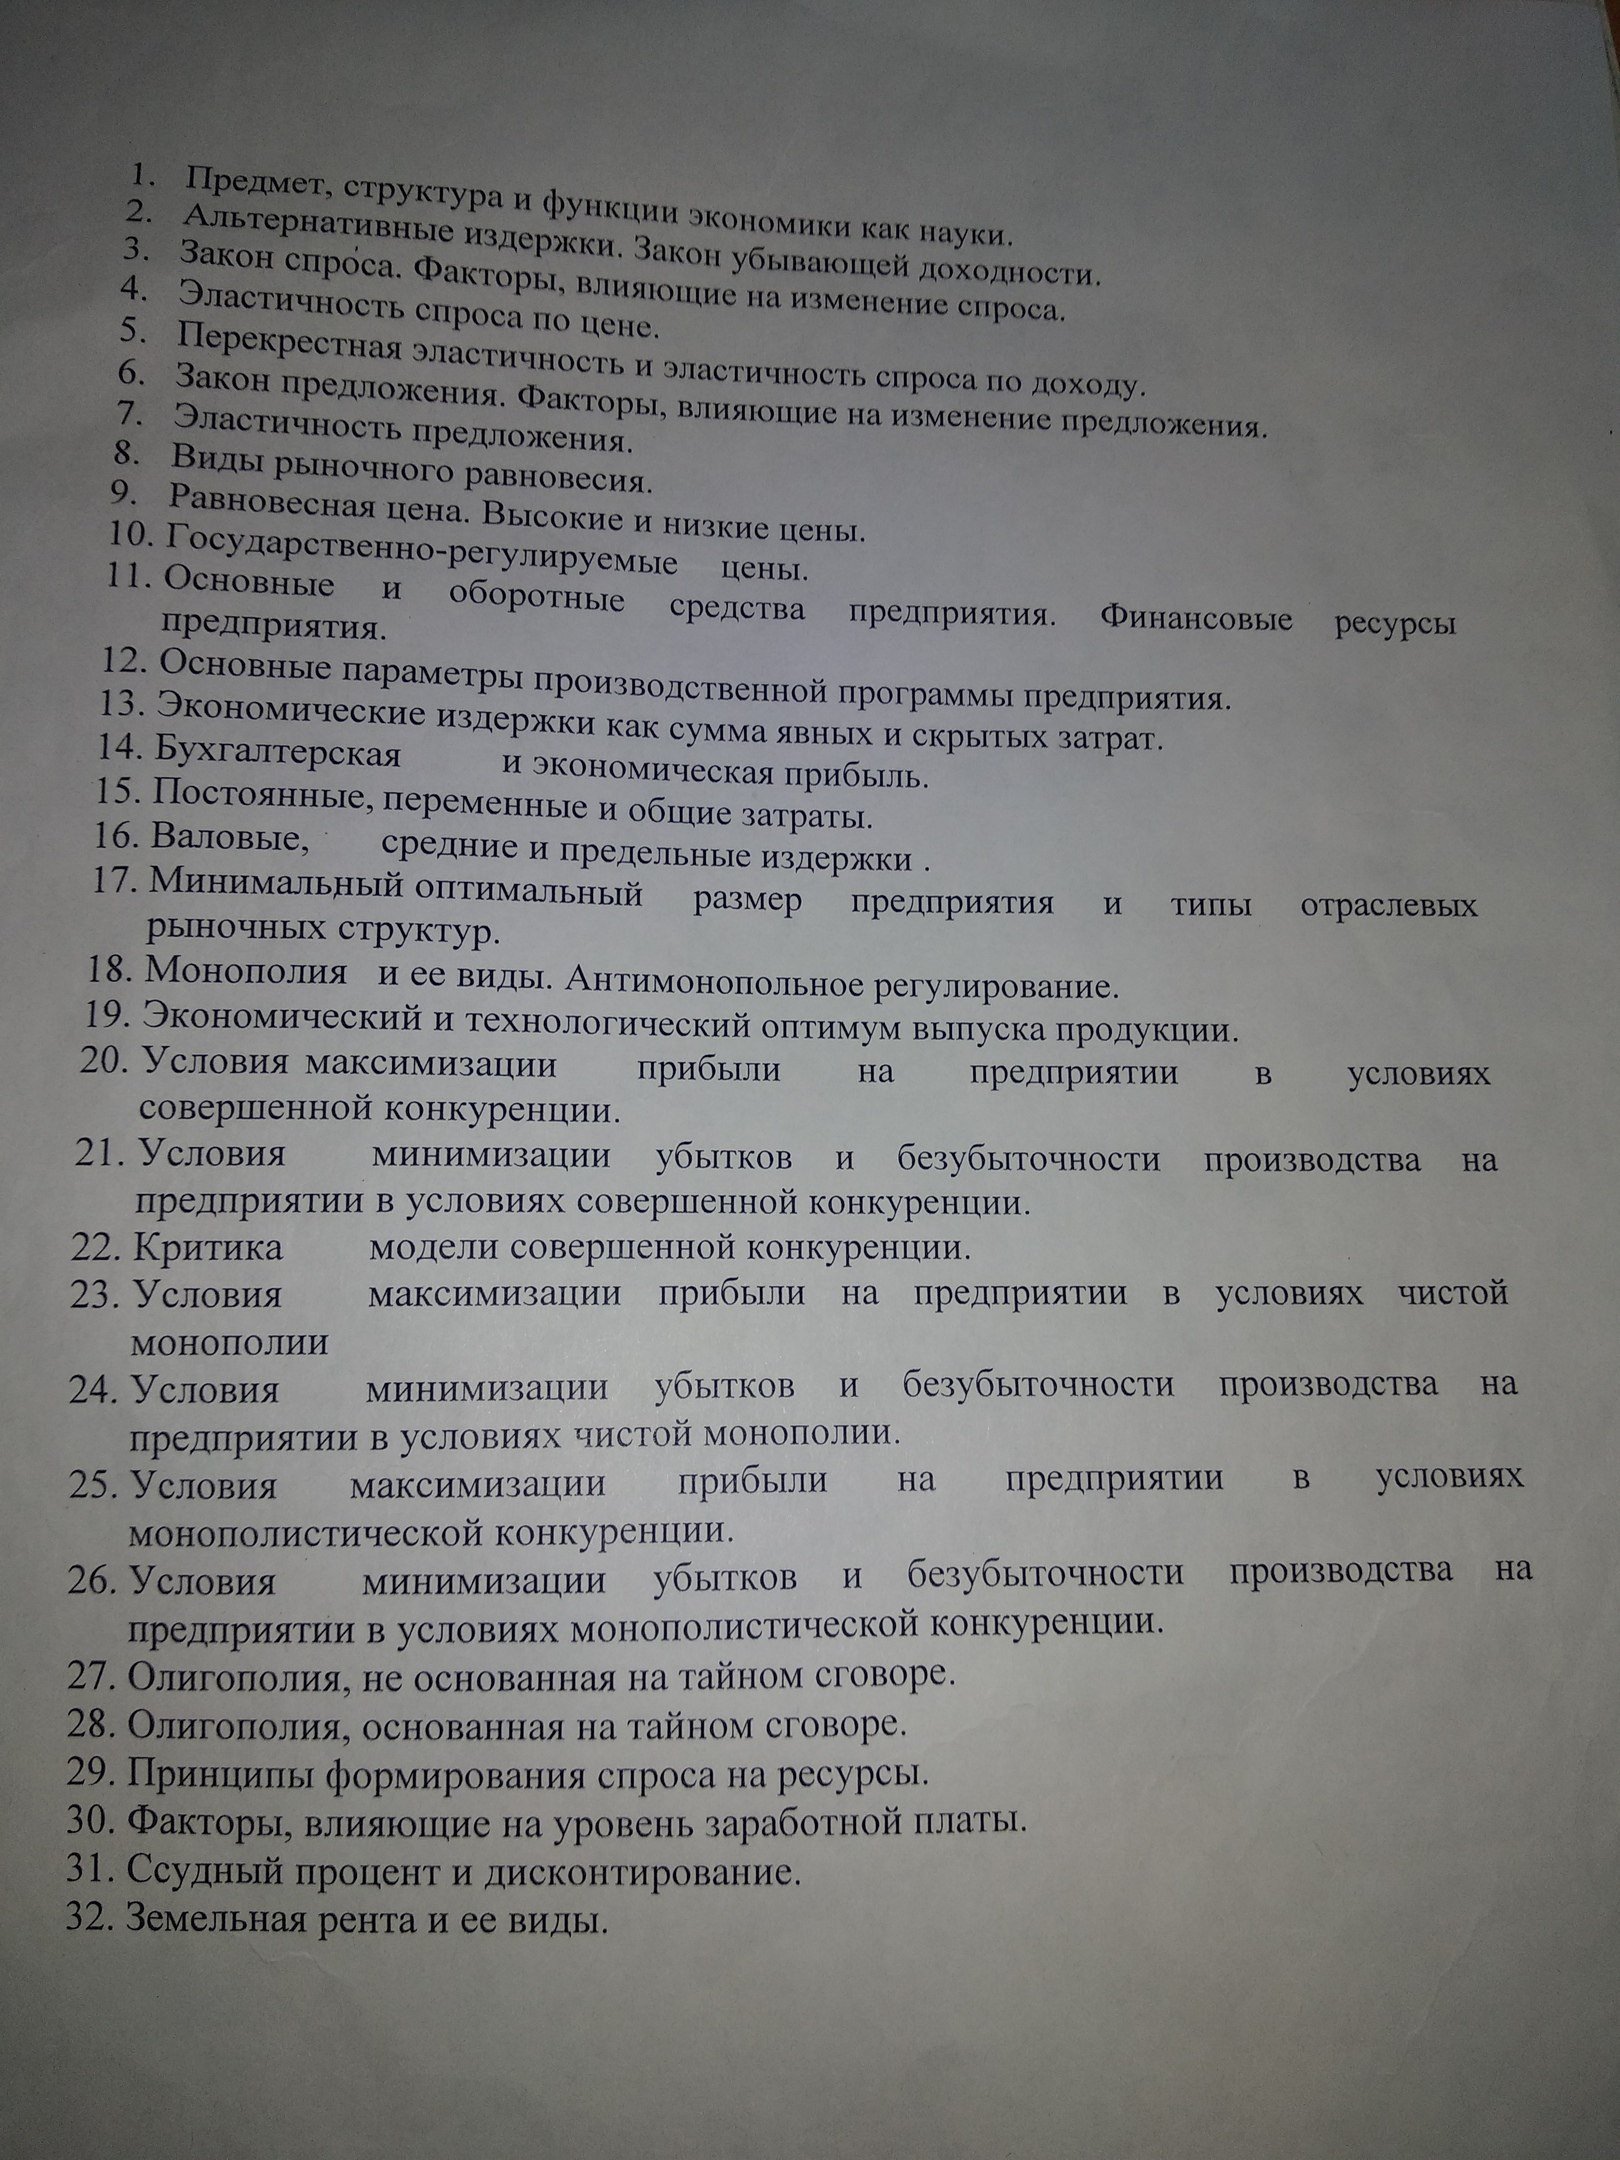 1. Предмет, структура и функции экономики как науки.
2. Альтернативные издержки. Закон убывающей доходности.
3. Закон спроса. Факторы, влияющие на изменение спроса.
4. Эластичность спроса по цене.
5. Перекрестная эластичность и эластичность спроса по доходу.
6. Закон предложения. Факторы, влияющие на изменение предложения.
7. Эластичность предложения.
8. Виды рыночного равновесия.
9. Равновесная цена. Высокие и низкие цены.
10. Государственно-регулируемые цены.
11. Основные и оборотные средства предприятия. Финансовые ресурсы
предприятия.
12. Основные параметры производственной программы предприятия.
13. Экономические издержки как сумма явных и скрытых затрат.
14. Бухгалтерская и экономическая прибыль.
15. Постоянные, переменные и общие затраты.
16. Валовые, средние и предельные издержки .
17. Минимальный оптимальный размер предприятия и типы отраслевых
рыночных структур.
18. Монополия и ее виды. Антимонопольное регулирование.
19. Экономический и технологический оптимум выпуска продукции.
20. Условия максимизации прибыли на предприятии в условиях
совершенной конкуренции.
21. Условия минимизации убытков и безубыточности производства на
предприятии в условиях совершенной конкуренции.
22. Критика модели совершенной конкуренции.
23. Условия максимизации прибыли на предприятии в условиях чистой
монополии
24. Условия минимизации убытков и безубыточности производства на
предприятии в условиях чистой монополии.
25. Условия максимизации прибыли на предприятии в условиях
монополистической конкуренции.
26. Условия минимизации убытков и безубыточности производства на
предприятии в условиях монополистической конкуренции.
27. Олигополия, не основанная на тайном сговоре.
28. Олигополия, основанная на тайном сговоре.
29. Принципы формирования спроса на ресурсы.
30. Факторы, влияющие на уровень заработной платы.
31. Ссудный процент и дисконтирование.
32. Земельная рента и ее виды.